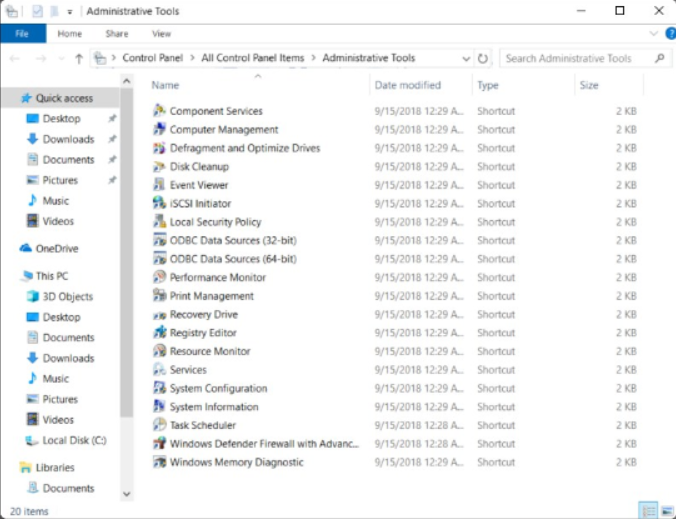 Administrative Tools
File Home Share View
Control Panel > All Control Panel Items > Administrative Tools
Search Administrative Tools
Quick access
Desktop
Downloads
Documents
Pictures
Music
Videos
OneDrive
This PC
3D Objects
Desktop
Documents
Downloads
Music
Pictures
Videos
Local Disk (C:)
Libraries
Documents
Name Date modified Type Size
Component Services 9/15/2018 12:29 A... Shortcut 2 KB
Computer Management 9/15/2018 12:29 A... Shortcut 2 KB
Defragment and Optimize Drives 9/15/2018 12:29 A... Shortcut 2 KB
Disk Cleanup 9/15/2018 12:29 A... Shortcut 2 KB
Event Viewer 9/15/2018 12:29 A... Shortcut 2 KB
iSCSI Initiator 9/15/2018 12:29 A... Shortcut 2 KB
Local Security Policy 9/15/2018 12:29 A... Shortcut 2 KB
ODBC Data Sources (32-bit) 9/15/2018 12:29 A... Shortcut 2 KB
ODBC Data Sources (64-bit) 9/15/2018 12:29 A... Shortcut 2 KB
Performance Monitor 9/15/2018 12:29 A... Shortcut 2 KB
Print Management 9/15/2018 12:29 A... Shortcut 2 KB
Recovery Drive 9/15/2018 12:29 A... Shortcut 2 KB
Registry Editor 9/15/2018 12:29 A... Shortcut 2 KB
Resource Monitor 9/15/2018 12:29 A... Shortcut 2 KB
Services 9/15/2018 12:29 A... Shortcut 2 KB
System Configuration 9/15/2018 12:29 A... Shortcut 2 KB
System Information 9/15/2018 12:29 A... Shortcut 2 KB
Task Scheduler 9/15/2018 12:28 A... Shortcut 2 KB
Windows Defender Firewall with Advanc... 9/15/2018 12:28 A... Shortcut 2 KB
Windows Memory Diagnostic 9/15/2018 12:29 A... Shortcut 2 KB
20 items